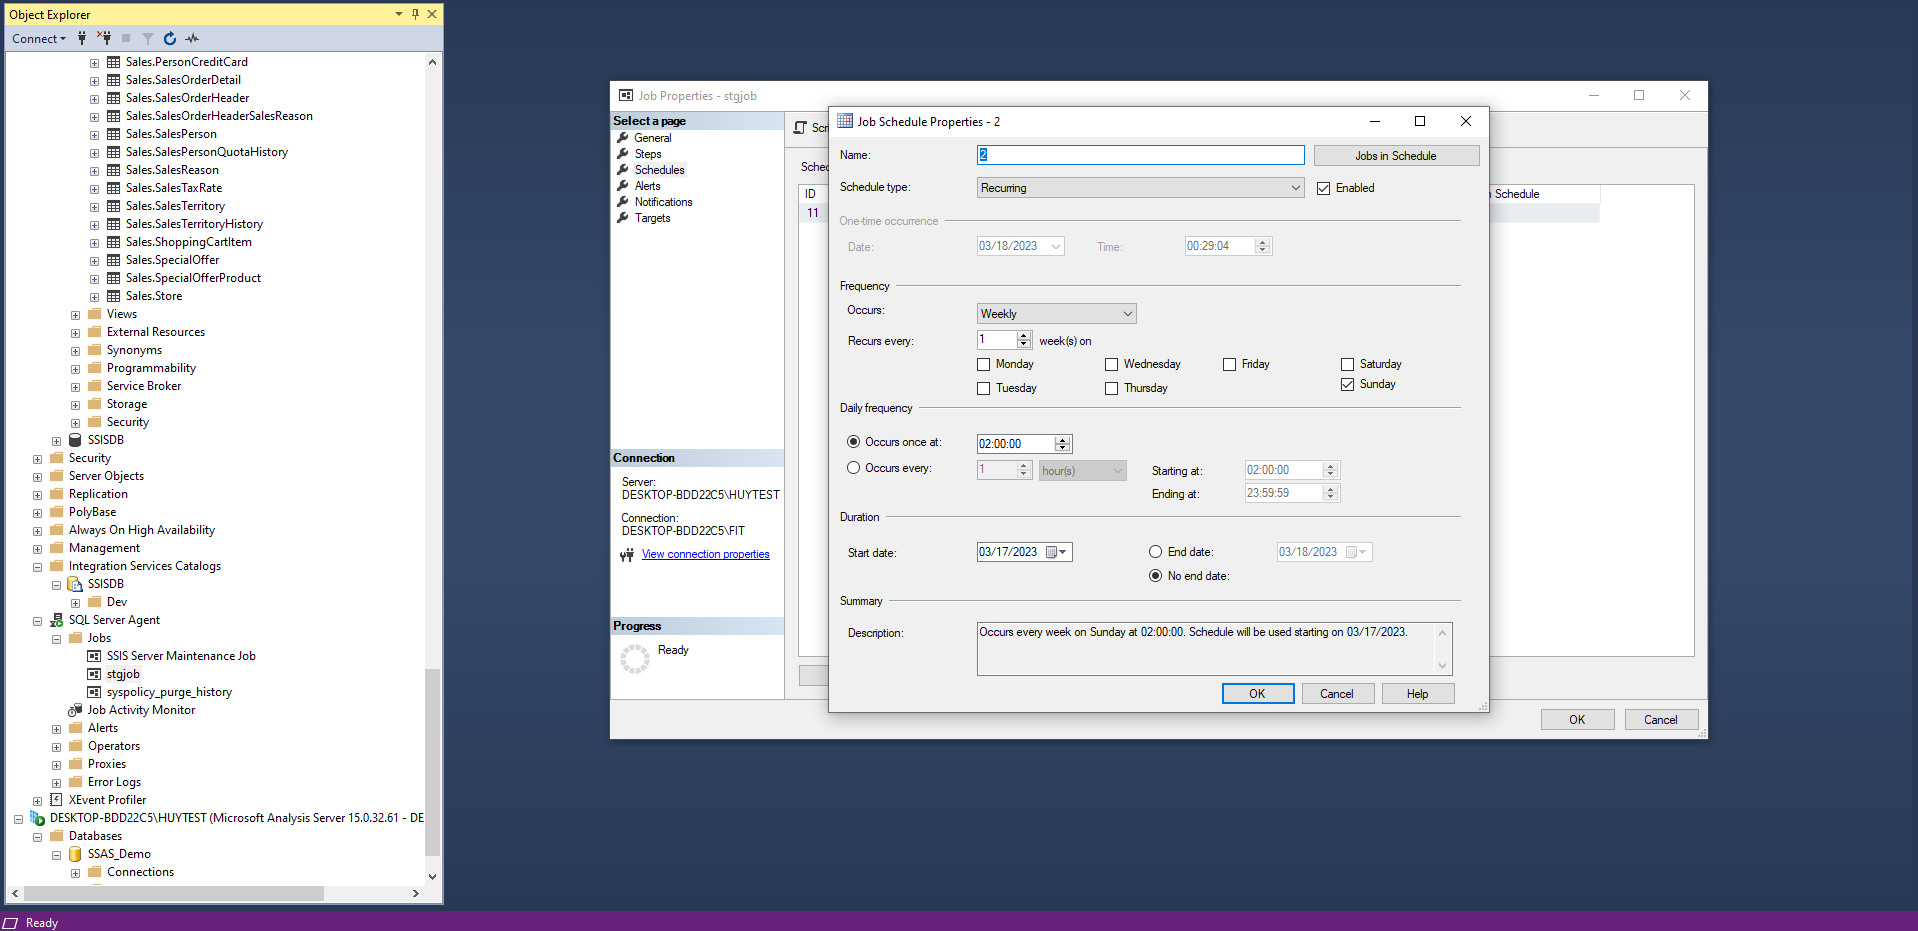 Object Explorer
Connect
Sales.PersonCreditCard
Sales.SalesOrderDetail
Sales.SalesOrderHeader
Sales.SalesOrderHeaderSalesReason
Sales.SalesPerson
Sales.SalesPersonQuotaHistory
Sales.SalesReason
Sales.SalesTaxRate
Sales.SalesTerritory
Sales.SalesTerritoryHistory
Sales.ShoppingCartItem
Sales.SpecialOffer
Sales.SpecialOfferProduct
Sales.Store
Views
External Resources
Synonyms
Programmability
Service Broker
Storage
Security
SSISDB
Security
Server Objects
Replication
PolyBase
Always On High Availability
Management
Integration Services Catalogs
SSISDB
Dev
SQL Server Agent
Jobs
SSIS Server Maintenance Job
stgjob
syspolicy_purge_history
Job Activity Monitor
Alerts
Operators
Proxies
Error Logs
XEvent Profiler
DESKTOP-BDD22C5\HUYTEST (Microsoft Analysis Server 15.0.32.61 - DE
Databases
SSAS_Demo
Connections
Ready
Job Properties - stgjob
Select a page
General
Steps
Schedules
Alerts
Notifications
Targets
Connection
Server:
DESKTOP-BDD22C5\HUYTEST
Connection:
DESKTOP-BDD22C5\FIT
View connection properties
Progress
Ready
Scri
Sched
ID
Schedule
11
OK Cancel
Job Schedule Properties - 2
Name: 2 Jobs in Schedule
Schedule type: Recurring Enabled
One-time occurrence
Date: 03/18/2023 Time: 00:29:04
Frequency
Occurs: Weekly
Recurs every: 1 week(s) on
Monday Wednesday Friday Saturday
Tuesday Thursday Sunday
Daily frequency
Occurs once at: 02:00:00
Occurs every: 1 hour(s) Starting at: 02:00:00
Ending at: 23:59:59
Duration
Start date: 03/17/2023 End date: 03/18/2023
No end date:
Summary
Description: Occurs every week on Sunday at 02:00:00. Schedule will be used starting on 03/17/2023.
OK Cancel Help